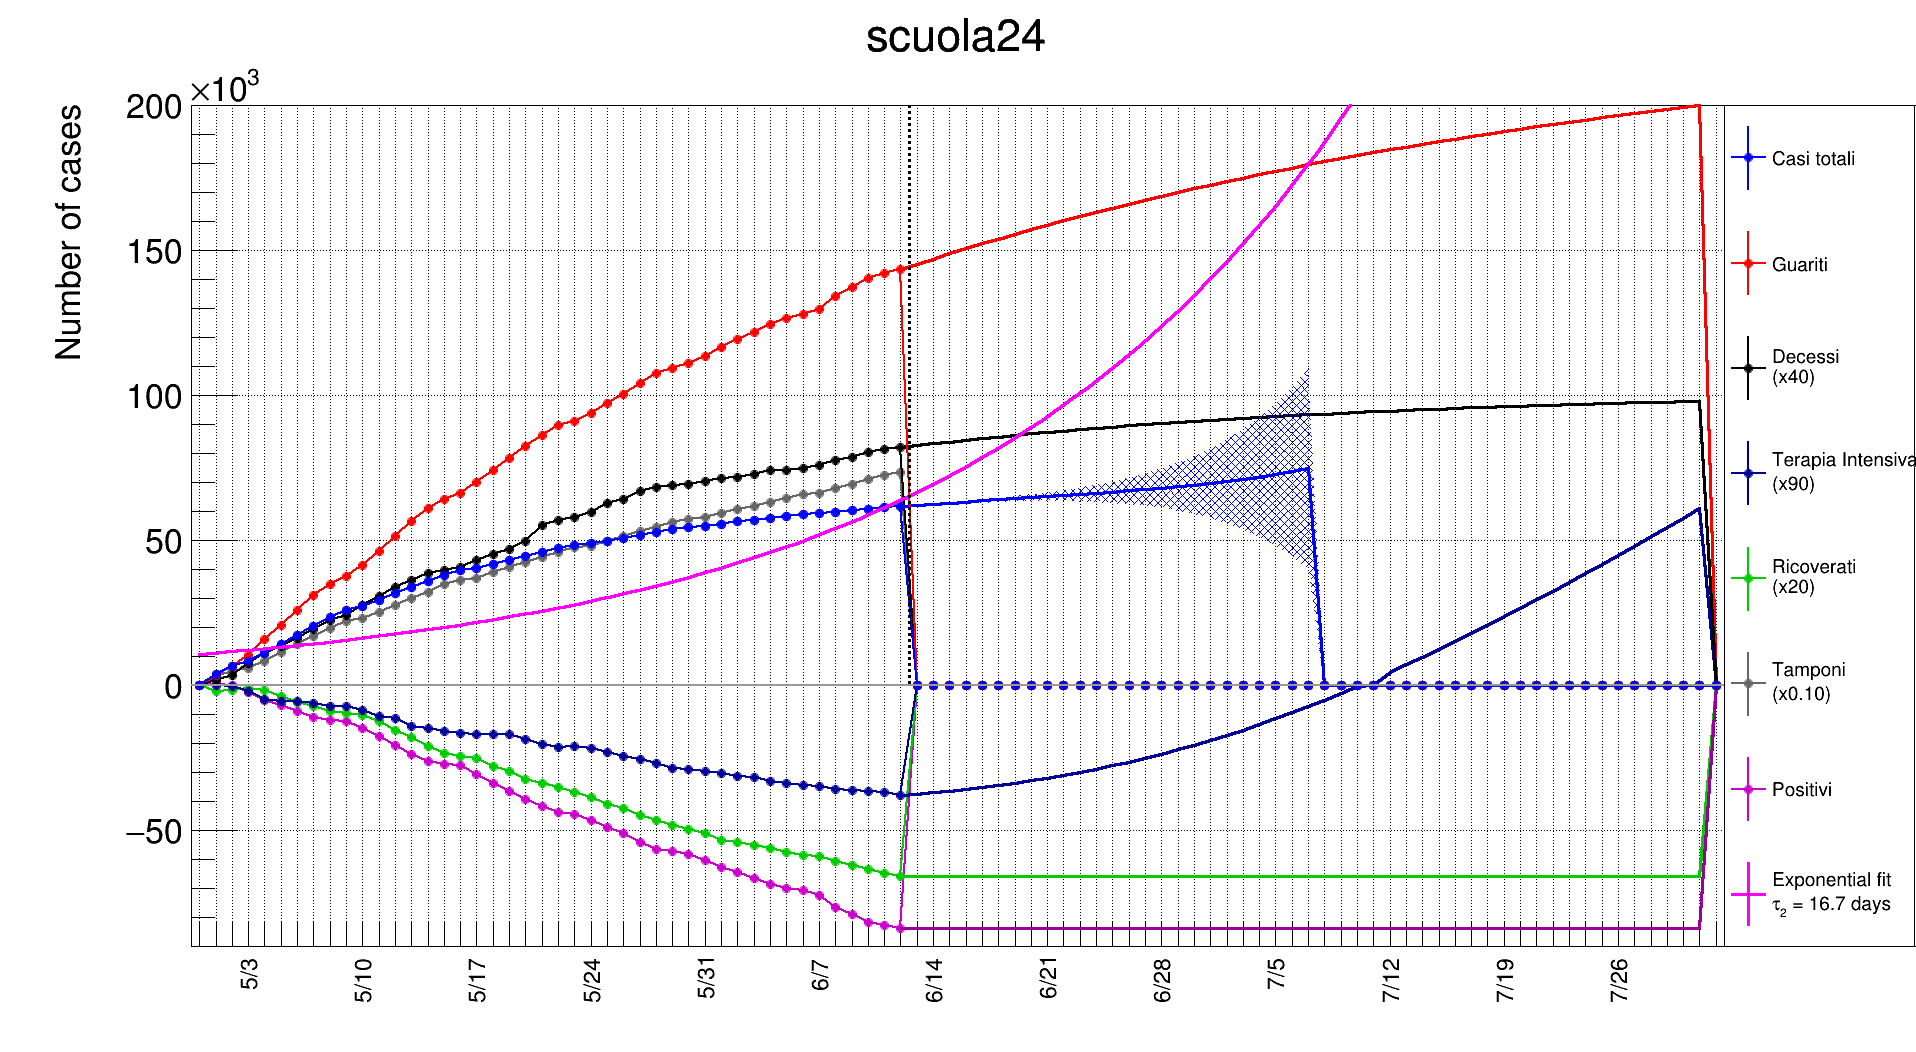 scuola24
×10³
Number of cases
200
150
100
50
0
−50
5/3
5/10
5/17
5/24
5/31
6/7
6/14
6/21
6/28
7/5
7/12
7/19
7/26
Casi totali
Guariti
Decessi
(x40)
Terapia Intensiva
(x90)
Ricoverati
(x20)
Tamponi
(x0.10)
Positivi
Exponential fit
τ₂ = 16.7 days